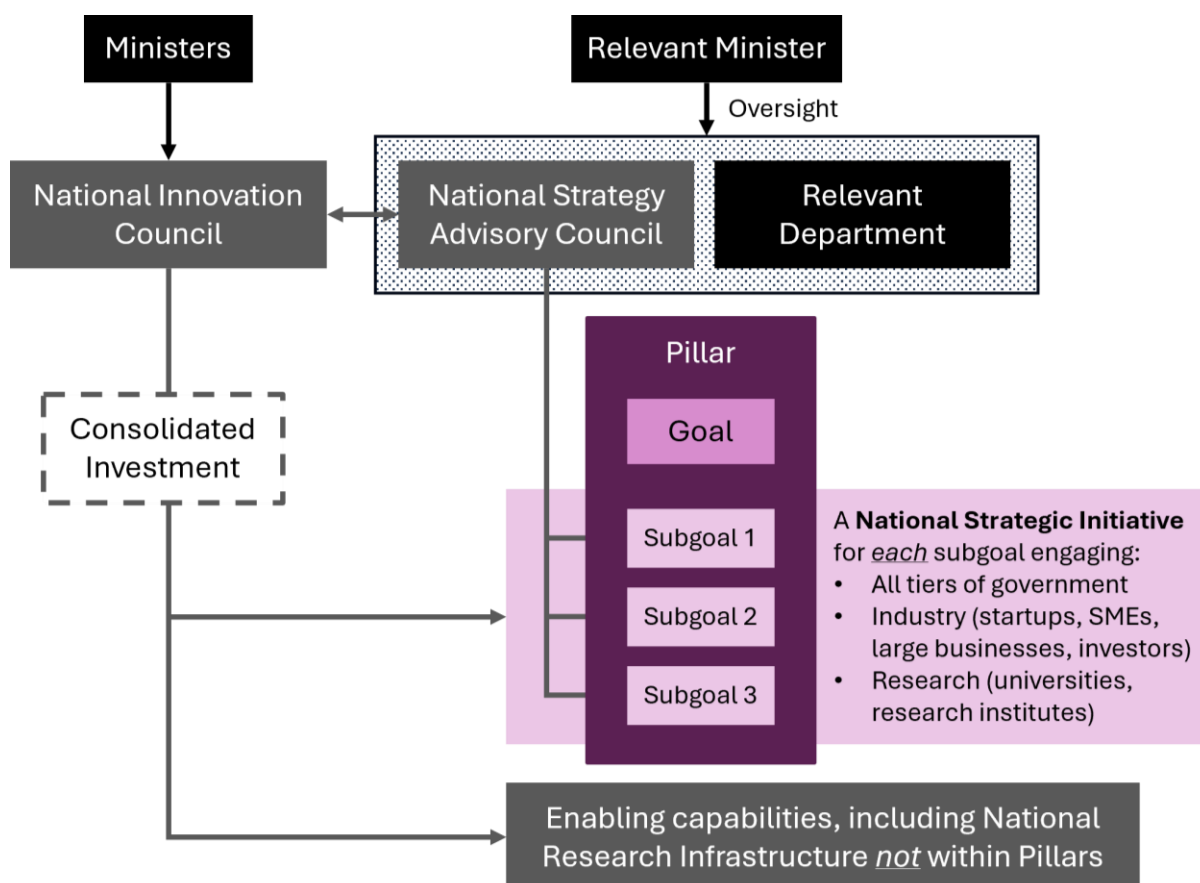 Ministers
Relevant Minister
Oversight
National Innovation
Council
National Strategy
Advisory Council
Relevant
Department
Consolidated
Investment
Pillar
Goal
Subgoal 1
Subgoal 2
Subgoal 3
A National Strategic Initiative
for each subgoal engaging:
• All tiers of government
• Industry (startups, SMEs,
large businesses, investors)
• Research (universities,
research institutes)
Enabling capabilities, including National
Research Infrastructure not within Pillars